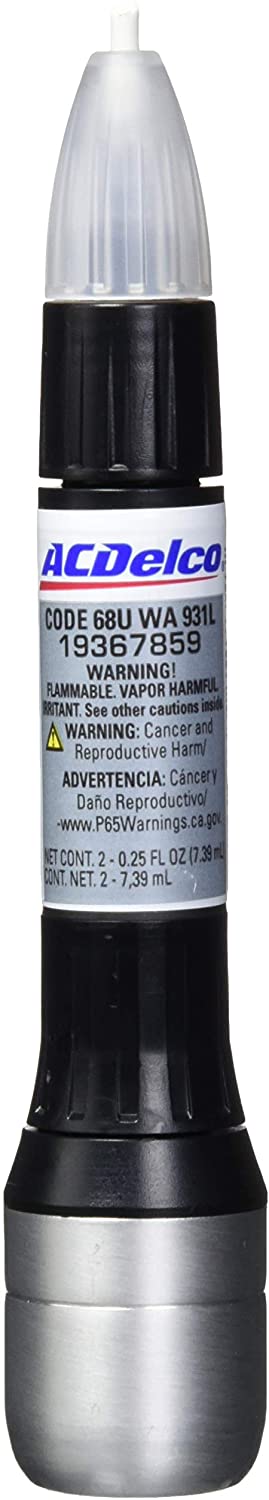 ACDelco
CODE 68U WA 931L
19367859
WARNING!
FLAMMABLE. VAPOR HARMFUL.
IRRITANT. See other cautions inside.
WARNING: Cancer and
Reproductive Harm/
ADVERTENCIA: Cáncer y
Daño Reproductivo/
-www.P65Warnings.ca.gov.
NET CONT. 2 - 0.25 FL OZ (7.39 mL)
CONT. NET. 2 - 7,39 mL